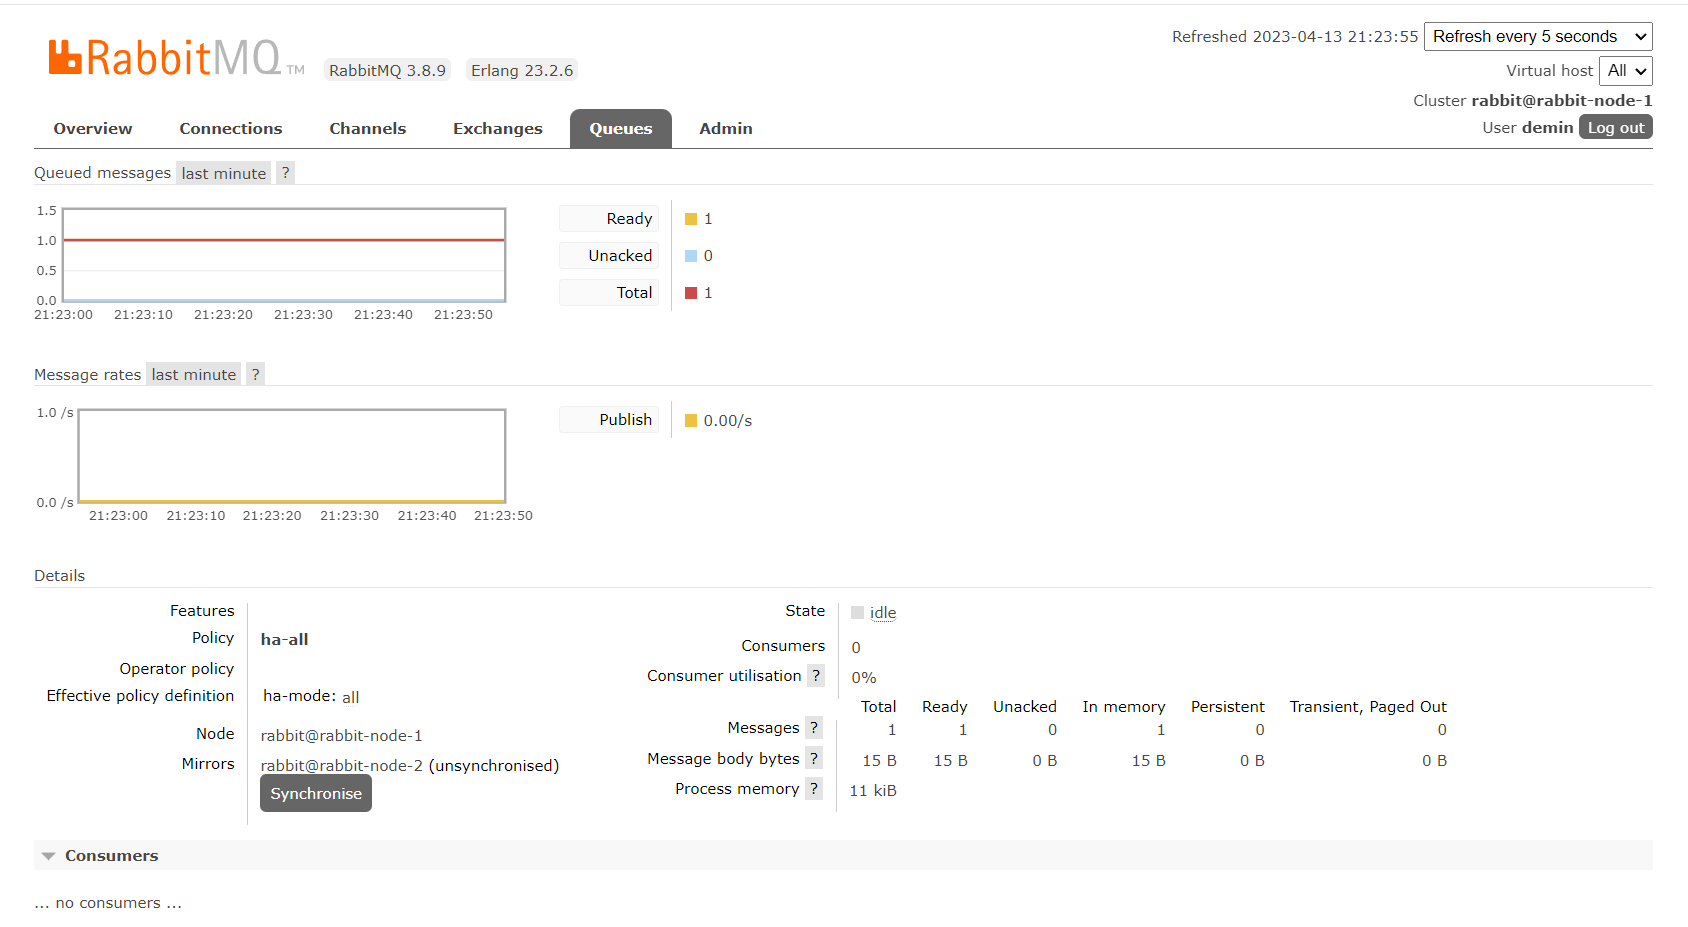 Refreshed 2023-04-13 21:23:55 Refresh every 5 seconds
RabbitMQ TM RabbitMQ 3.8.9 Erlang 23.2.6
Virtual host All
Cluster rabbit@rabbit-node-1
User demin Log out
Overview Connections Channels Exchanges Queues Admin
Queued messages last minute ?
1.5
1.0
0.5
0.0
21:23:00 21:23:10 21:23:20 21:23:30 21:23:40 21:23:50
Ready 1
Unacked 0
Total 1
Message rates last minute ?
1.0 /s
0.0 /s
21:23:00 21:23:10 21:23:20 21:23:30 21:23:40 21:23:50
Publish 0.00/s
Details
Features
Policy ha-all
Operator policy
Effective policy definition ha-mode: all
Node rabbit@rabbit-node-1
Mirrors rabbit@rabbit-node-2 (unsynchronised)
Synchronise
State idle
Consumers 0
Consumer utilisation ? 0%
Total Ready Unacked In memory Persistent Transient, Paged Out
Messages ? 1 1 0 1 0 0
Message body bytes ? 15 B 15 B 0 B 15 B 0 B 0 B
Process memory ? 11 kiB
Consumers
... no consumers ...